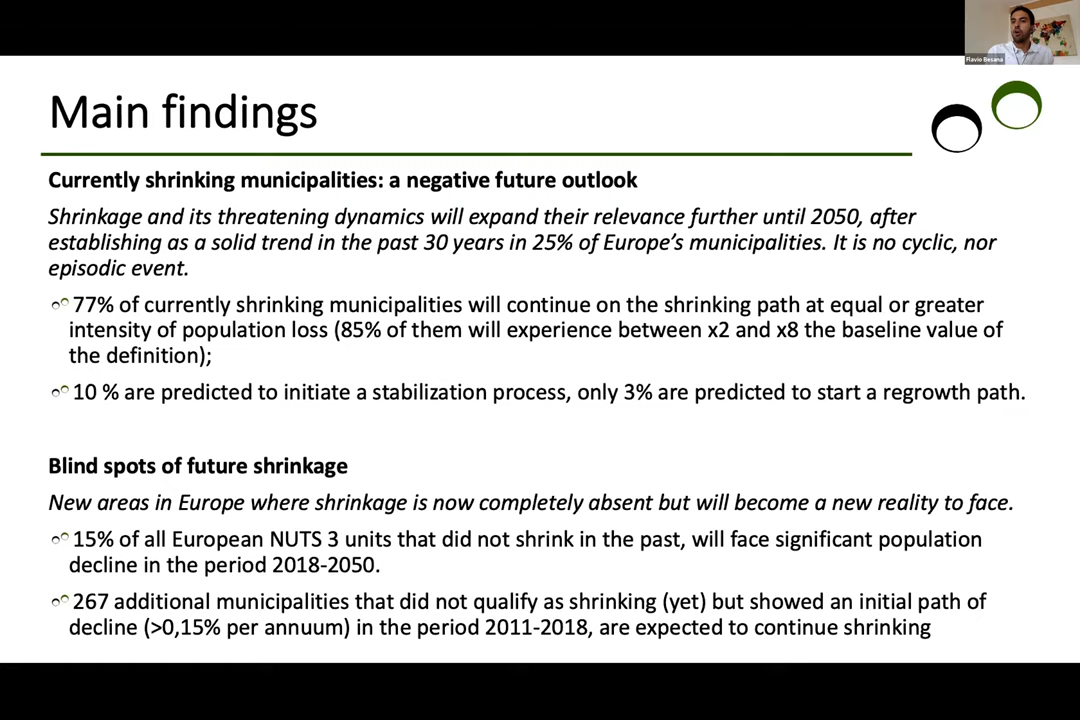 Flavio Besana
Main findings
Currently shrinking municipalities: a negative future outlook
Shrinkage and its threatening dynamics will expand their relevance further until 2050, after
establishing as a solid trend in the past 30 years in 25% of Europe's municipalities. It is no cyclic, nor
episodic event.
77% of currently shrinking municipalities will continue on the shrinking path at equal or greater
intensity of population loss (85% of them will experience between x2 and x8 the baseline value of
the definition);
10 % are predicted to initiate a stabilization process, only 3% are predicted to start a regrowth path.
Blind spots of future shrinkage
New areas in Europe where shrinkage is now completely absent but will become a new reality to face.
15% of all European NUTS 3 units that did not shrink in the past, will face significant population
decline in the period 2018-2050.
267 additional municipalities that did not qualify as shrinking (yet) but showed an initial path of
decline (>0,15% per annuum) in the period 2011-2018, are expected to continue shrinking